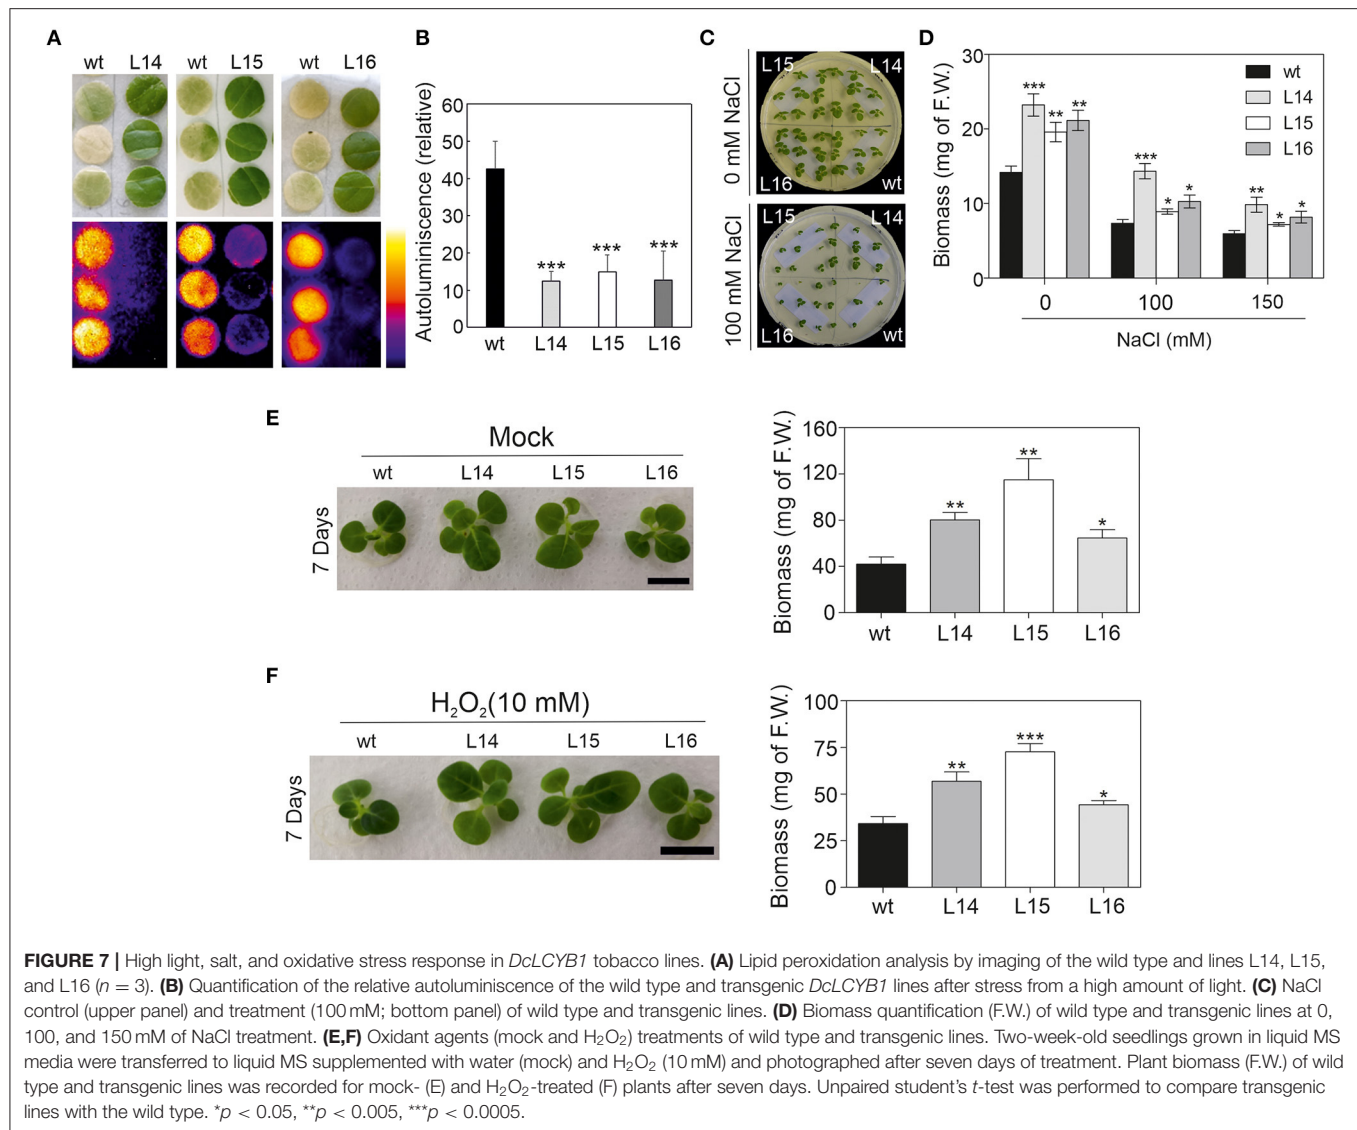 A
wt L14 wt L15 wt L16
B
Autoluminiscence (relative)
60
50
40
30
20
10
0
***
***
***
wt L14 L15 L16
C
0 mM NaCl
L15 L14
L16 wt
100 mM NaCl
L15 L14
L16 wt
D
Biomass (mg of F.W.)
30
20
10
0
wt
L14
L15
L16
*** ** **
*** * *
** * *
0 100 150
NaCl (mM)
E
Mock
wt L14 L15 L16
7 Days
Biomass (mg of F.W.)
160
120
80
40
0
** ** *
wt L14 L15 L16
F
H₂O₂(10 mM)
wt L14 L15 L16
7 Days
Biomass (mg of F.W.)
100
75
50
25
0
** *** *
wt L14 L15 L16
FIGURE 7 | High light, salt, and oxidative stress response in DcLCYB1 tobacco lines. (A) Lipid peroxidation analysis by imaging of the wild type and lines L14, L15,
and L16 (n = 3). (B) Quantification of the relative autoluminiscence of the wild type and transgenic DcLCYB1 lines after stress from a high amount of light. (C) NaCl
control (upper panel) and treatment (100 mM; bottom panel) of wild type and transgenic lines. (D) Biomass quantification (F.W.) of wild type and transgenic lines at 0,
100, and 150 mM of NaCl treatment. (E,F) Oxidant agents (mock and H₂O₂) treatments of wild type and transgenic lines. Two-week-old seedlings grown in liquid MS
media were transferred to liquid MS supplemented with water (mock) and H₂O₂ (10 mM) and photographed after seven days of treatment. Plant biomass (F.W.) of wild
type and transgenic lines was recorded for mock- (E) and H₂O₂-treated (F) plants after seven days. Unpaired student's t-test was performed to compare transgenic
lines with the wild type. *p < 0.05, **p < 0.005, ***p < 0.0005.